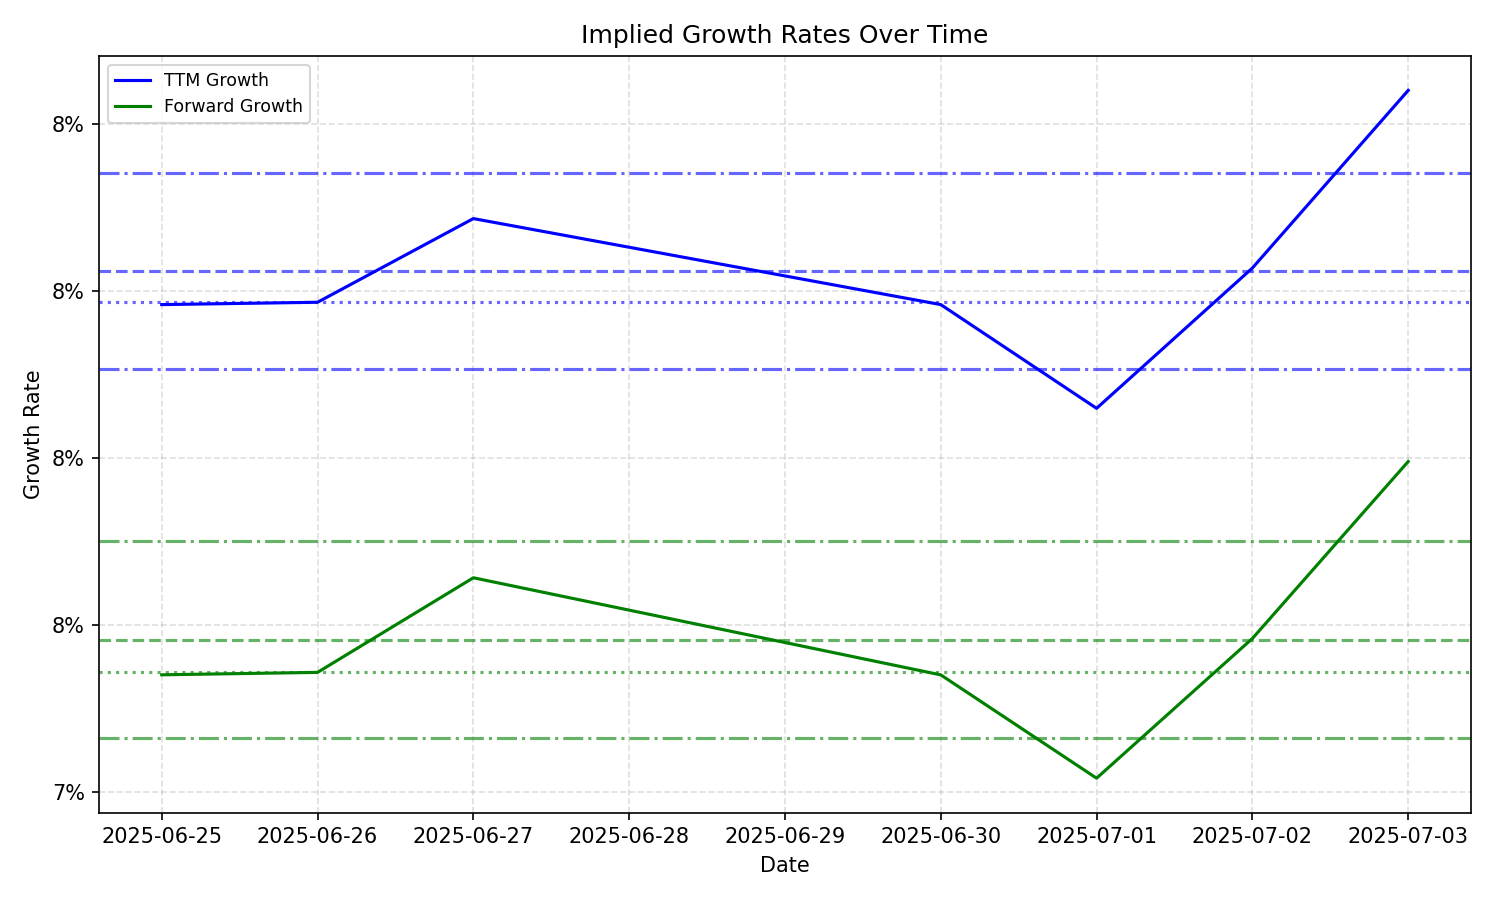 Implied Growth Rates Over Time
TTM Growth
Forward Growth
8%
8%
8%
8%
7%
Growth Rate
2025-06-25 2025-06-26 2025-06-27 2025-06-28 2025-06-29 2025-06-30 2025-07-01 2025-07-02 2025-07-03
Date